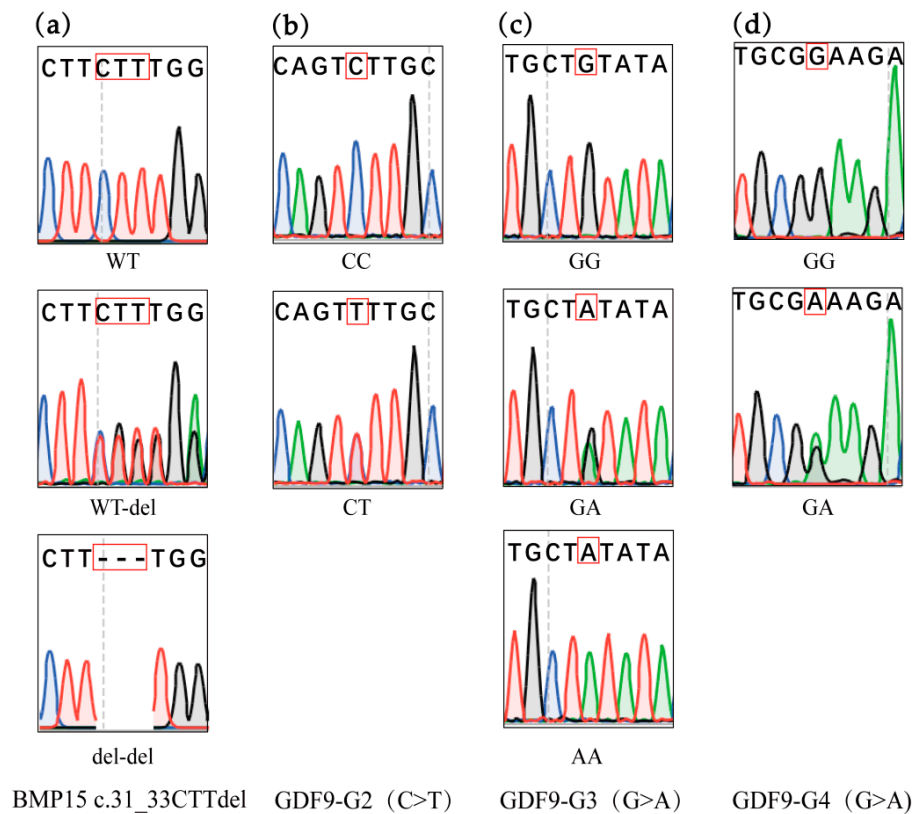 (a) (b) (c) (d)
CTTCTTTGG CAGTCTTGC TGCTGTATA TGCGGAAGA
WT CC GG GG
CTTCTTTGG CAGTTTTGC TGCTATATA TGCGAAAGA
WT-del CT GA GA
CTT---TGG TGCTATATA
del-del AA
BMP15 c.31_33CTTdel GDF9-G2（C>T） GDF9-G3（G>A） GDF9-G4（G>A)